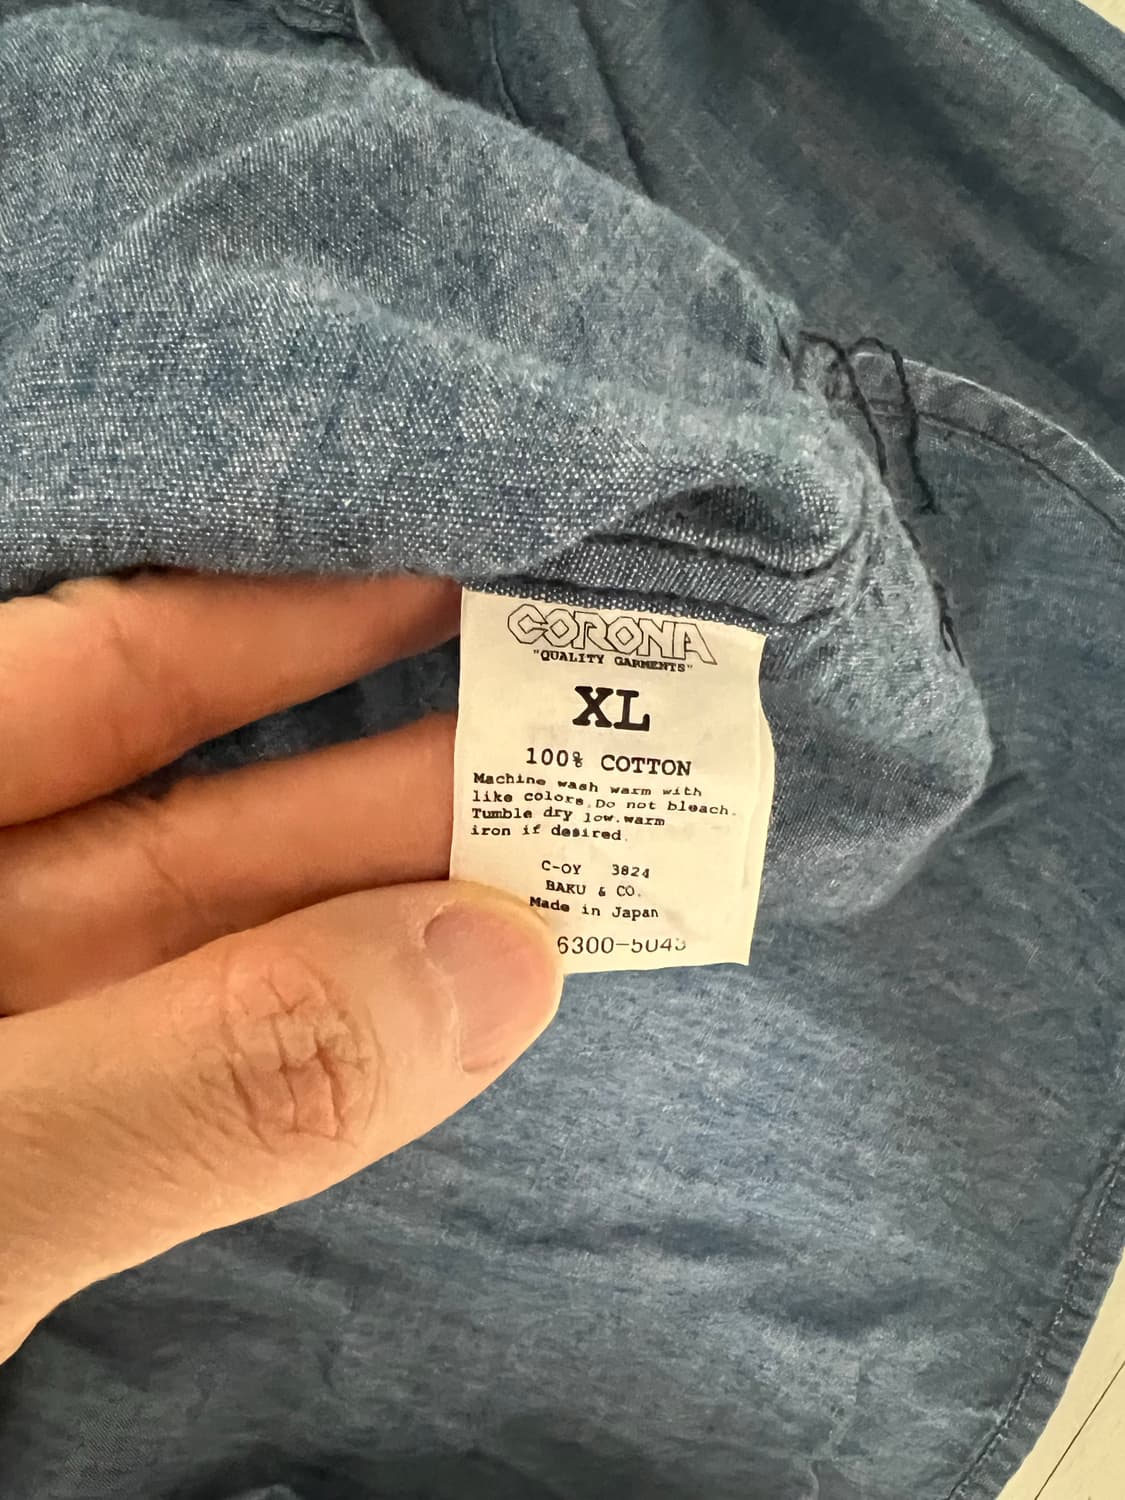 CORONA
"QUALITY GARMENTS"
XL
100% COTTON
Machine wash warm with
like colors.Do not bleach.
Tumble dry low.warm
iron if desired.
C-OY 3824
BAKU & CO.
Made in Japan